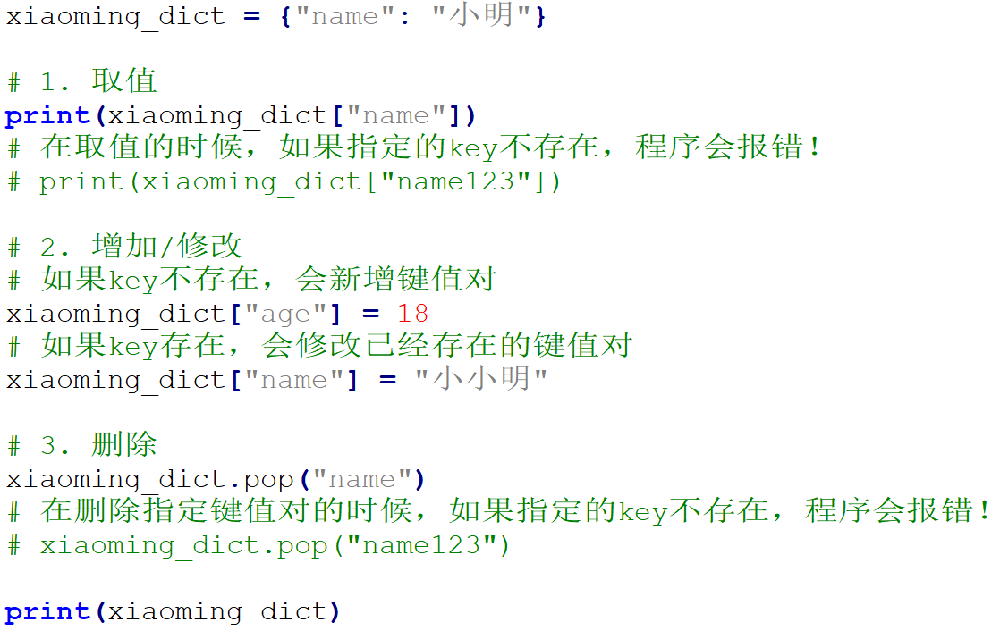 xiaoming_dict = {"name": "小明"}
# 1. 取值
print(xiaoming_dict["name"])
# 在取值的时候，如果指定的key不存在，程序会报错！
# print(xiaoming_dict["name123"])
# 2. 增加/修改
# 如果key不存在，会新增键值对
xiaoming_dict["age"] = 18
# 如果key存在，会修改已经存在的键值对
xiaoming_dict["name"] = "小小明"
# 3. 删除
xiaoming_dict.pop("name")
# 在删除指定键值对的时候，如果指定的key不存在，程序会报错！
# xiaoming_dict.pop("name123")
print(xiaoming_dict)